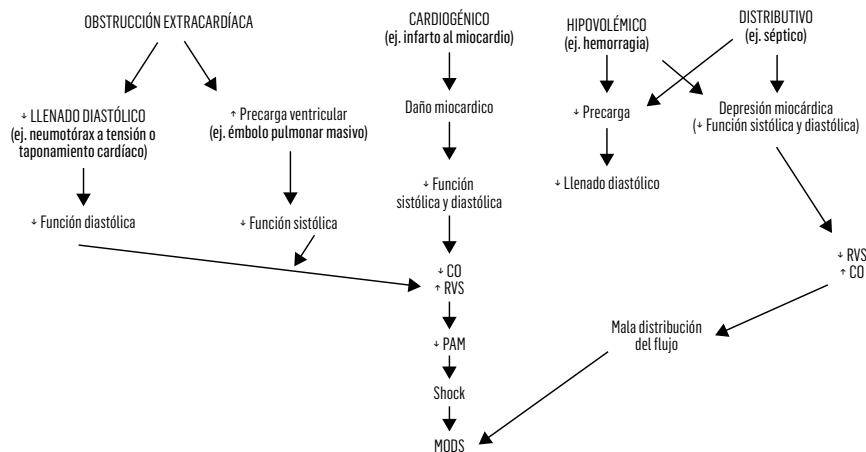 OBSTRUCCIÓN EXTRACARDÍACA
↓ LLENADO DIASTÓLICO
(ej. neumotórax a tensión o
taponamiento cardíaco)
↑ Precarga ventricular
(ej. émbolo pulmonar masivo)
↓ Función diastólica
↓ Función sistólica
CARDIOGÉNICO
(ej. infarto al miocardio)
Daño miocardico
↓ Función
sistólica y diastólica
↓ CO
↑ RVS
↓ PAM
Shock
MODS
HIPOVOLÉMICO
(ej. hemorragia)
↓ Precarga
↓ Llenado diastólico
DISTRIBUTIVO
(ej. séptico)
Depresión miocárdica
(↓ Función sistólica y diastólica)
↓ RVS
↑ CO
Mala distribución
del flujo